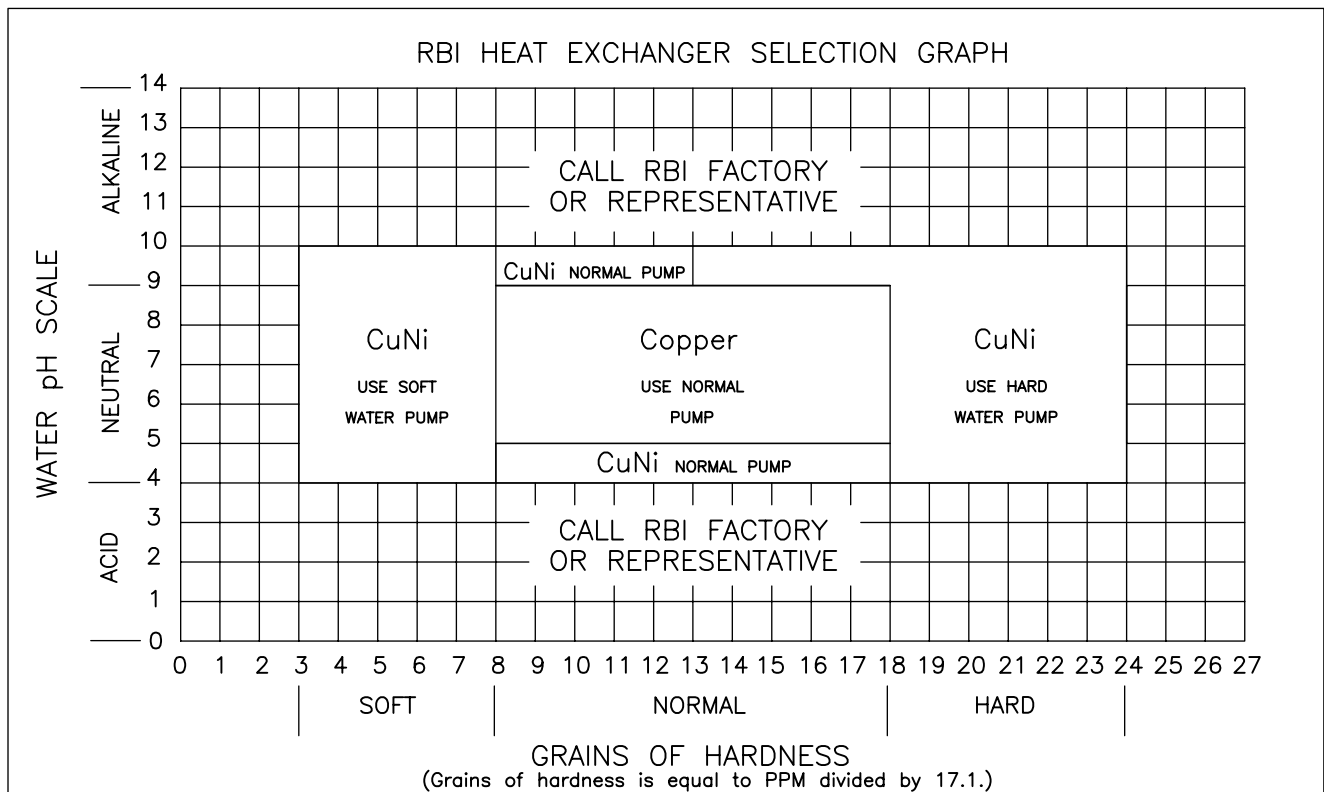 RBI HEAT EXCHANGER SELECTION GRAPH
WATER pH SCALE
ALKALINE
NEUTRAL
ACID
14
13
12
11
10
9
8
7
6
5
4
3
2
1
0
CALL RBI FACTORY
OR REPRESENTATIVE
CuNi NORMAL PUMP
CuNi
USE SOFT
WATER PUMP
Copper
USE NORMAL
PUMP
CuNi
USE HARD
WATER PUMP
CuNi NORMAL PUMP
CALL RBI FACTORY
OR REPRESENTATIVE
0 1 2 3 4 5 6 7 8 9 10 11 12 13 14 15 16 17 18 19 20 21 22 23 24 25 26 27
SOFT NORMAL HARD
GRAINS OF HARDNESS
(Grains of hardness is equal to PPM divided by 17.1.)